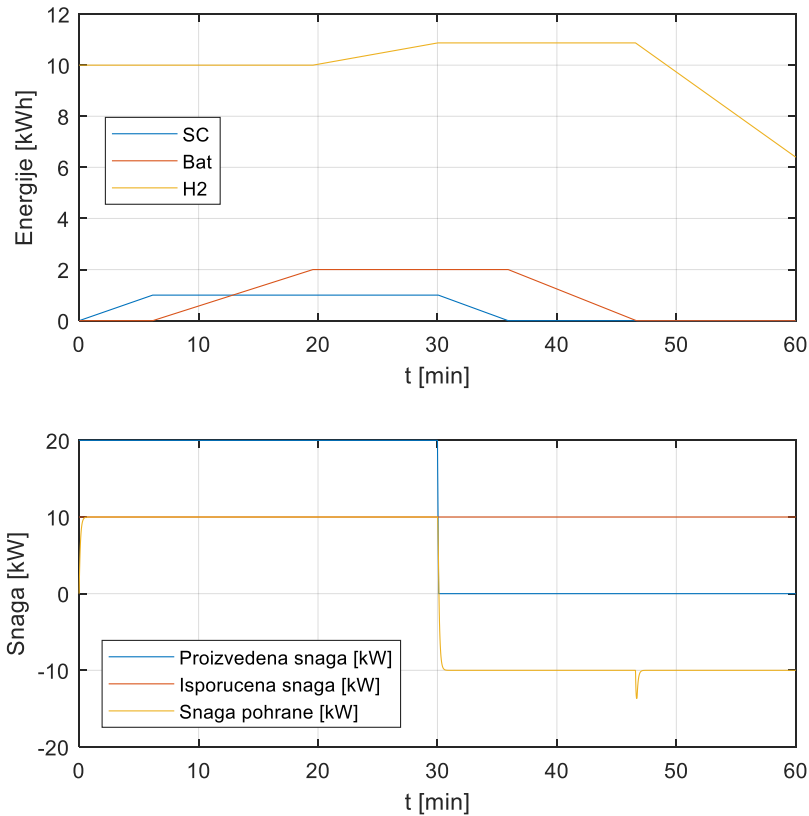 12
10
8
6
4
2
0
Energije [kWh]
SC
Bat
H2
0 10 20 30 40 50 60
t [min]
20
10
0
-10
-20
Snaga [kW]
Proizvedena snaga [kW]
Isporucena snaga [kW]
Snaga pohrane [kW]
0 10 20 30 40 50 60
t [min]